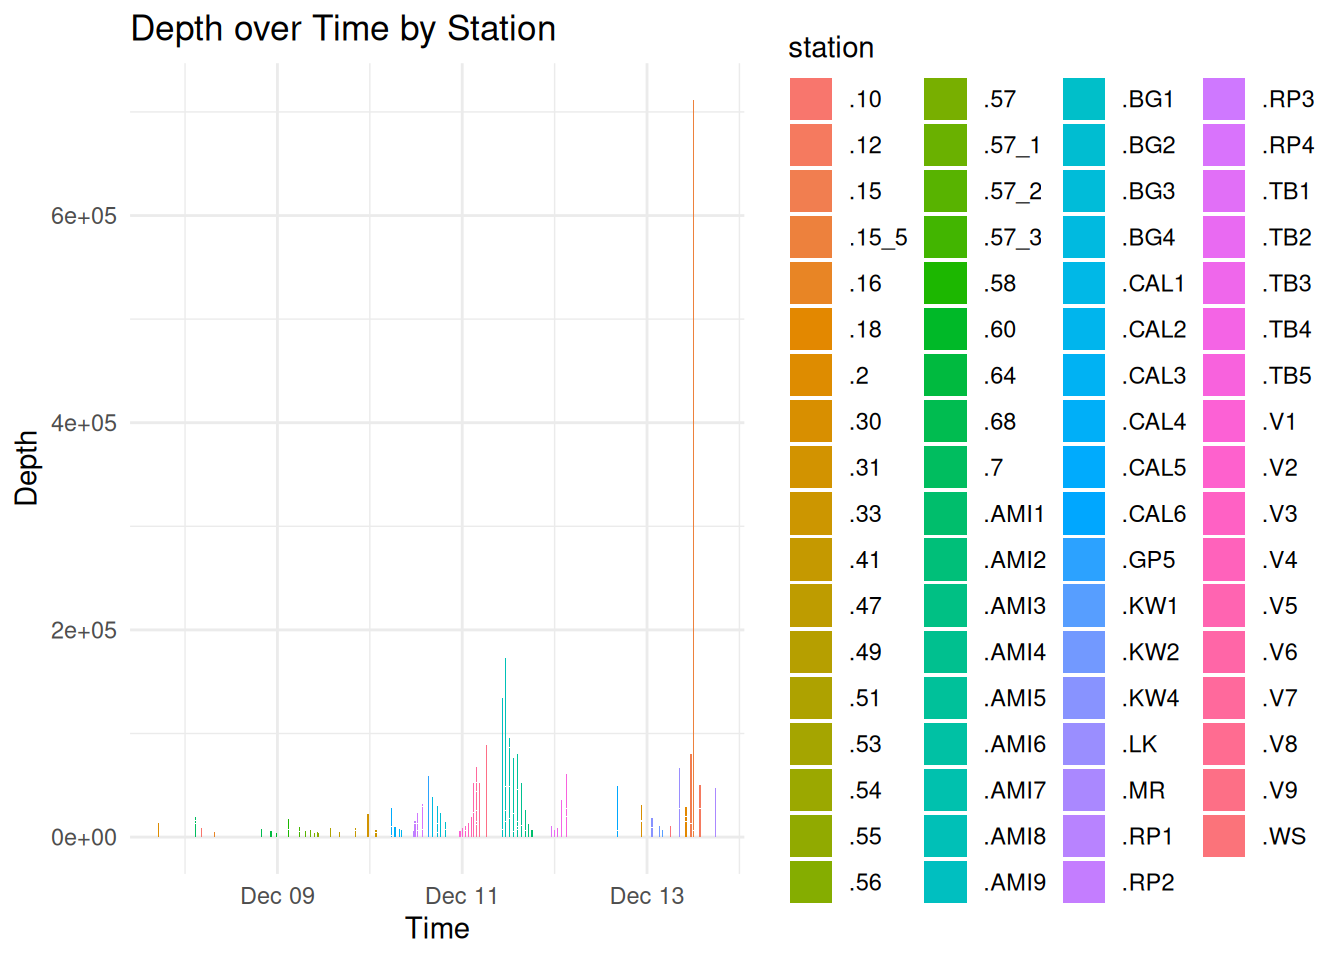 Depth over Time by Station
Depth
6e+05
4e+05
2e+05
0e+00
Dec 09
Dec 11
Dec 13
Time
station
.10
.12
.15
.15_5
.16
.18
.2
.30
.31
.33
.41
.47
.49
.51
.53
.54
.55
.56
.57
.57_1
.57_2
.57_3
.58
.60
.64
.68
.7
.AMI1
.AMI2
.AMI3
.AMI4
.AMI5
.AMI6
.AMI7
.AMI8
.AMI9
.BG1
.BG2
.BG3
.BG4
.CAL1
.CAL2
.CAL3
.CAL4
.CAL5
.CAL6
.GP5
.KW1
.KW2
.KW4
.LK
.MR
.RP1
.RP2
.RP3
.RP4
.TB1
.TB2
.TB3
.TB4
.TB5
.V1
.V2
.V3
.V4
.V5
.V6
.V7
.V8
.V9
.WS